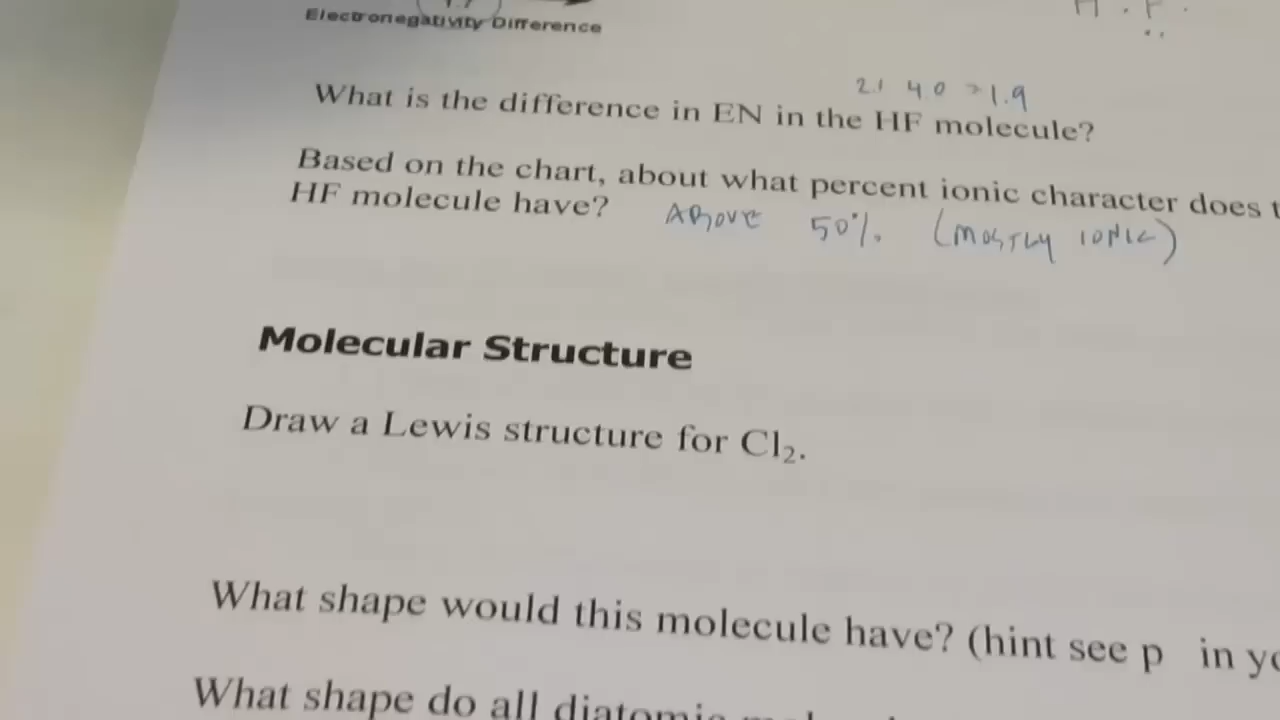 Electronegativity Difference
2.1 4.0 > 1.9
What is the difference in EN in the HF molecule?
Based on the chart, about what percent ionic character does t
HF molecule have? ABOVE 50%. (MOSTLY IONIC)
Molecular Structure
Draw a Lewis structure for Cl₂.
What shape would this molecule have? (hint see p in yo
What shape do all diatomic